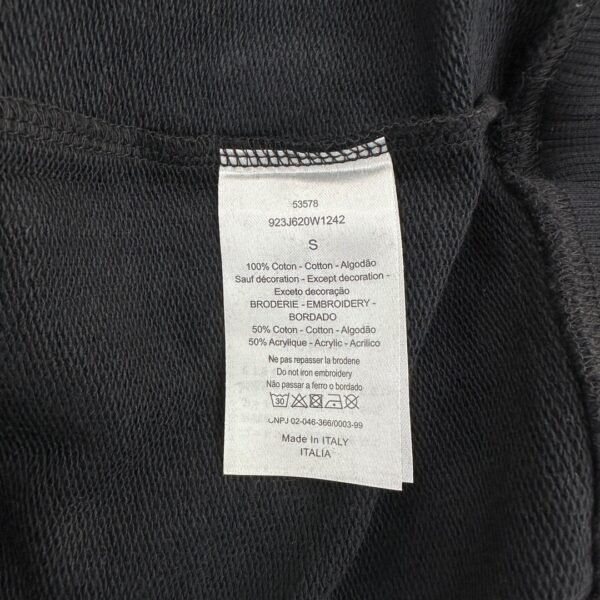 53578
923J620W1242
S
100% Coton - Cotton - Algodão
Sauf décoration - Except decoration -
Exceto decoração
BRODERIE - EMBROIDERY -
BORDADO
50% Coton - Cotton - Algodão
50% Acrylique - Acrylic - Acrilico
Ne pas repasser la brodene
Do not iron embroidery
Não passar a ferro o bordado
30
CNPJ 02-046-366/0003-99
Made In ITALY
ITALIA